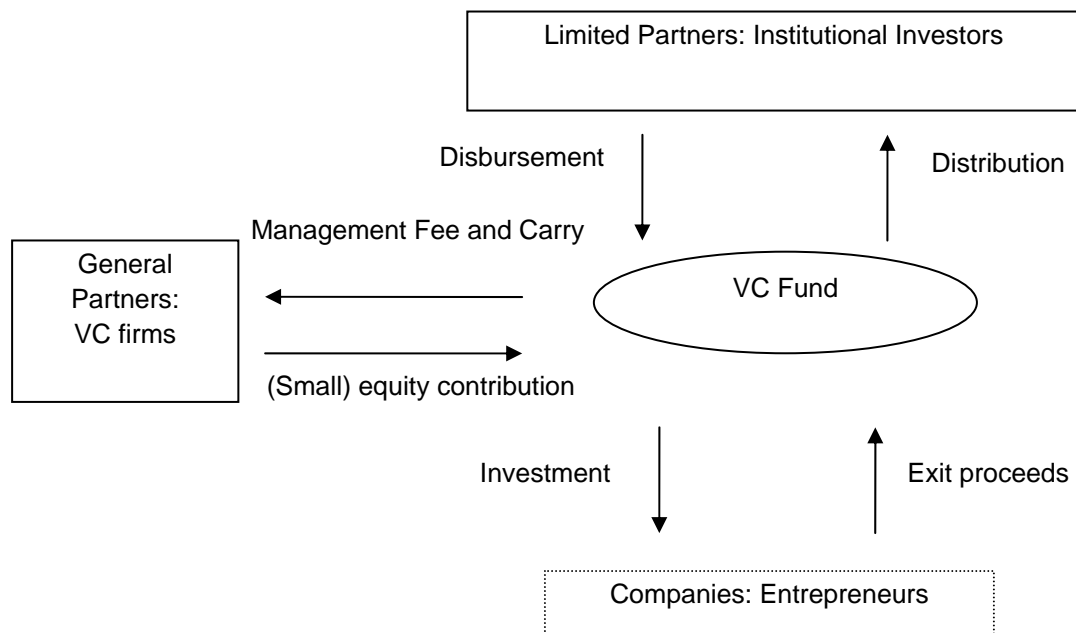 Limited Partners: Institutional Investors
Disbursement
Distribution
Management Fee and Carry
General
Partners:
VC firms
VC Fund
(Small) equity contribution
Investment
Exit proceeds
Companies: Entrepreneurs